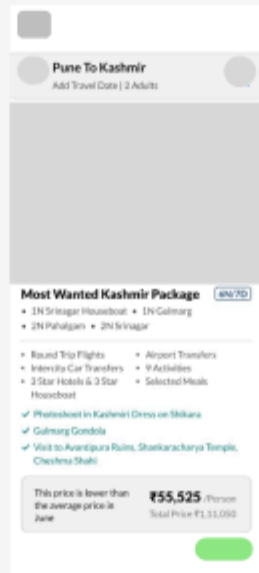 Pune To Kashmir
Add Travel Date | 2 Adults
Most Wanted Kashmir Package 6N/7D
• 1N Srinagar Houseboat • 1N Gulmarg
• 2N Pahalgam • 2N Srinagar
• Round Trip Flights • Airport Transfers
• Intercity Car Transfers • 9 Activities
• 3 Star Hotels & 3 Star • Selected Meals
Houseboat
✓ Photoshoot in Kashmiri Dress on Shikara
✓ Gulmarg Gondola
✓ Visit to Avantipura Ruins, Shankaracharya Temple,
Cheshma Shahi
This price is lower than
the average price in
June
₹55,525 /Person
Total Price ₹1,11,050